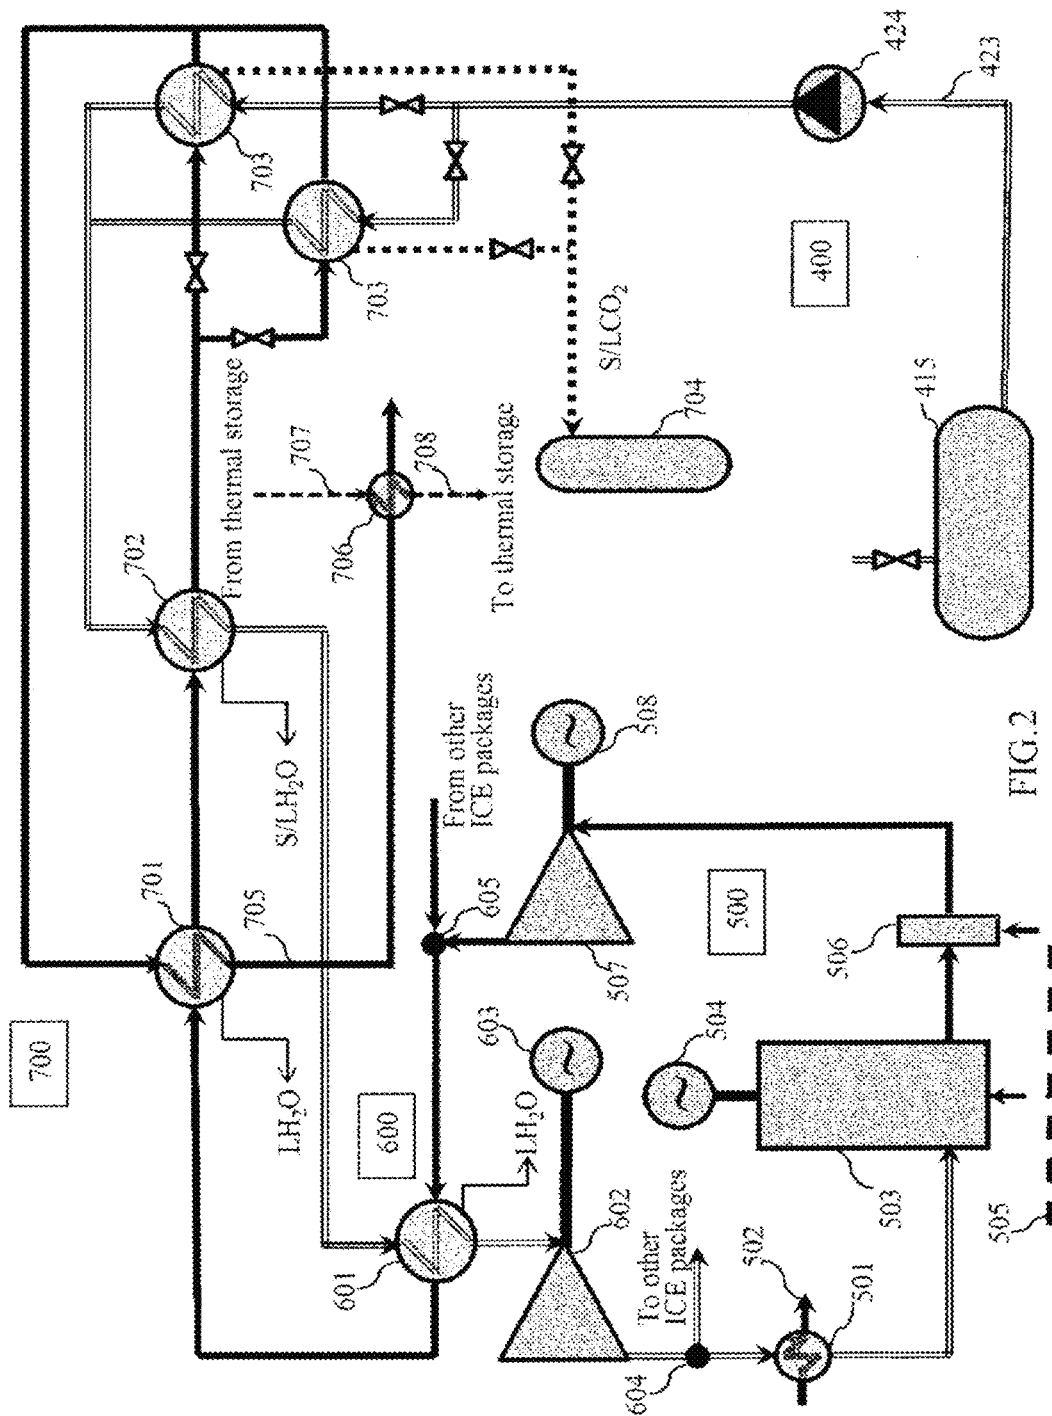 700
701
702
703
705
From thermal storage
LH₂O
S/LH₂O
707
601
706
703
600
708
From other
ICE packages
603
605
To thermal storage
LH₂O
602
507
S/LCO₂
604
To other
ICE packages
508
704
504
500
502
400
506
501
503
424
415
423
505
FIG.2